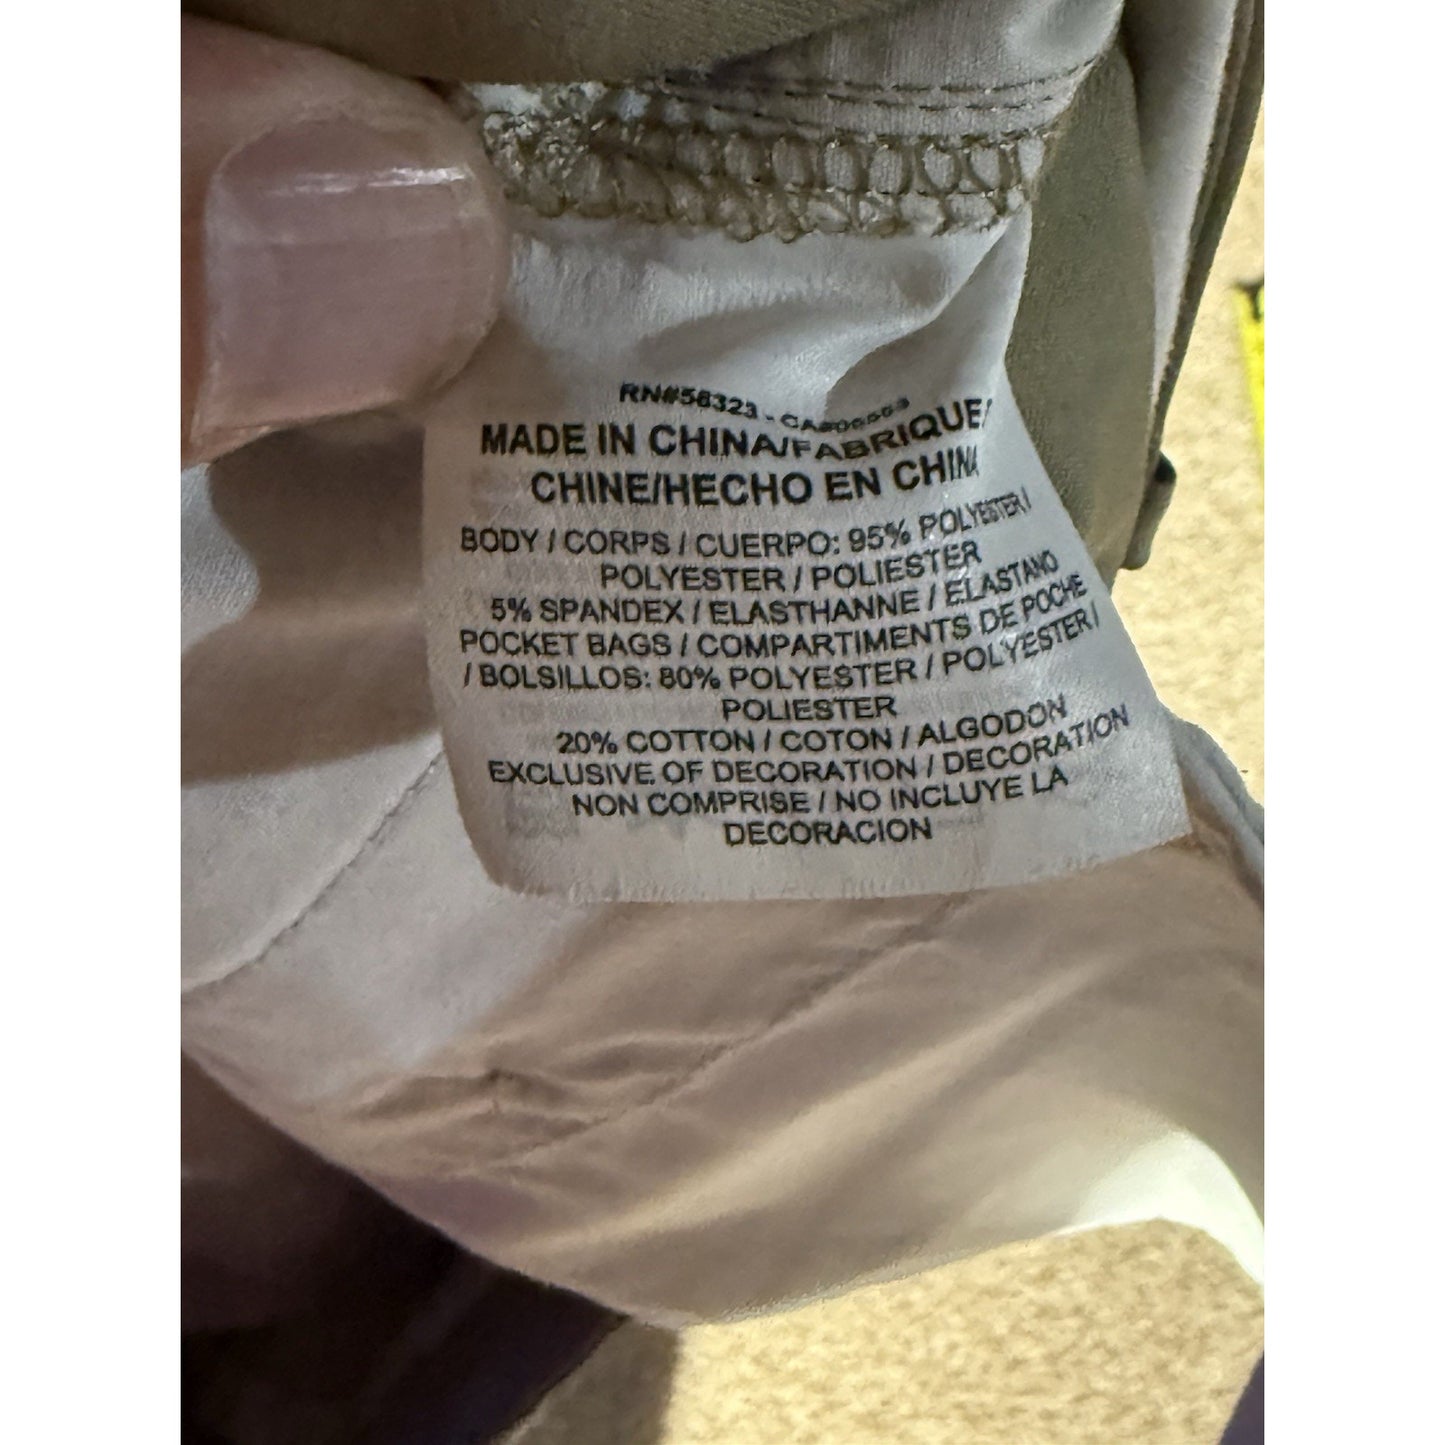 RN#56323 -
MADE IN CHINA/FABRIQUE
CHINE/HECHO EN CHINA
BODY / CORPS / CUERPO: 95% POLYESTER /
POLYESTER / POLIESTER
5% SPANDEX / ELASTHANNE / ELASTANO
POCKET BAGS / COMPARTIMENTS DE POCHE
/ BOLSILLOS: 80% POLYESTER / POLYESTER /
POLIESTER
20% COTTON / COTON / ALGODON
EXCLUSIVE OF DECORATION / DECORATION
NON COMPRISE / NO INCLUYE LA
DECORACION